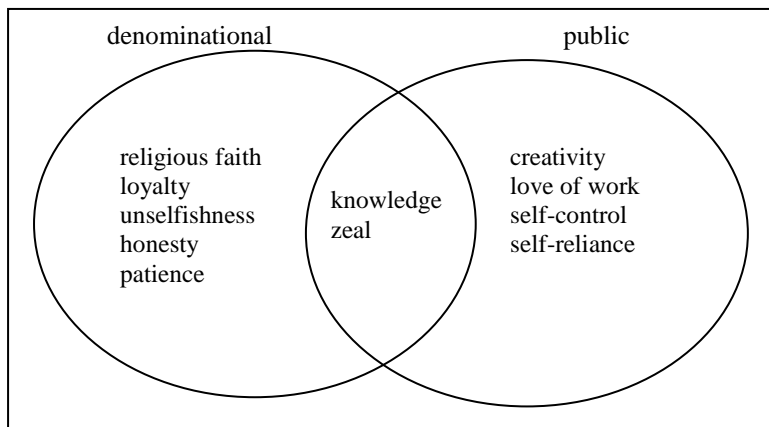 denominational
public
religious faith
loyalty
unselfishness
honesty
patience
knowledge
zeal
creativity
love of work
self-control
self-reliance